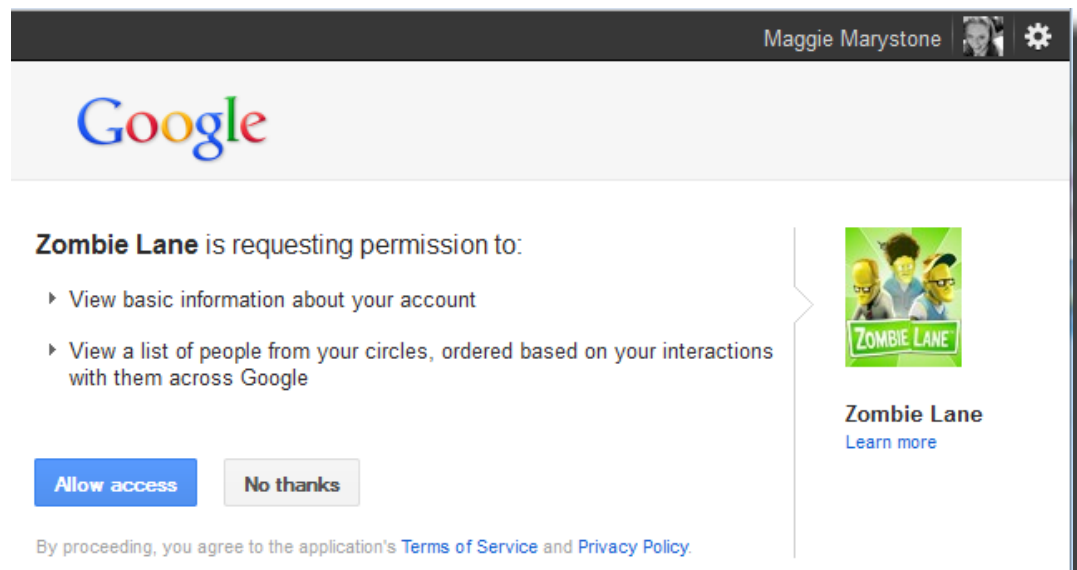 Maggie Marystone
Google
Zombie Lane is requesting permission to:
View basic information about your account
View a list of people from your circles, ordered based on your interactions
with them across Google
Allow access
No thanks
By proceeding, you agree to the application's Terms of Service and Privacy Policy.
ZOMBIE LANE
Zombie Lane
Learn more